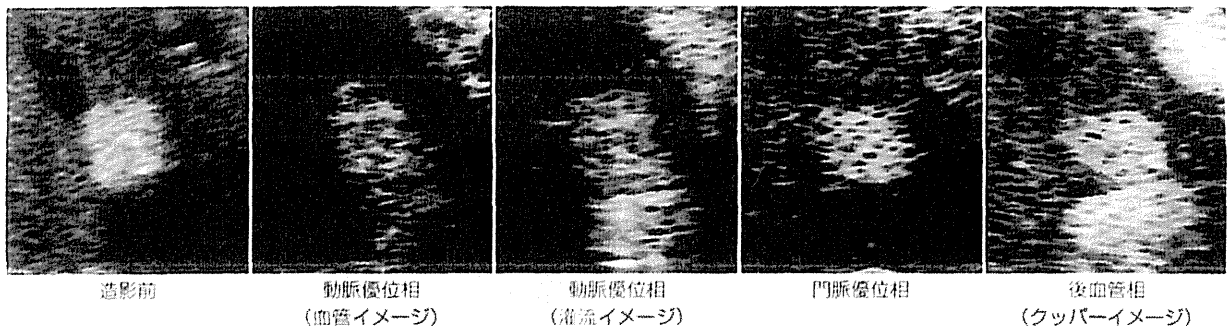 造影前
動脈優位相
(血管イメージ)
動脈優位相
(灌流イメージ)
門脈優位相
後血管相
(クッパーイメージ)